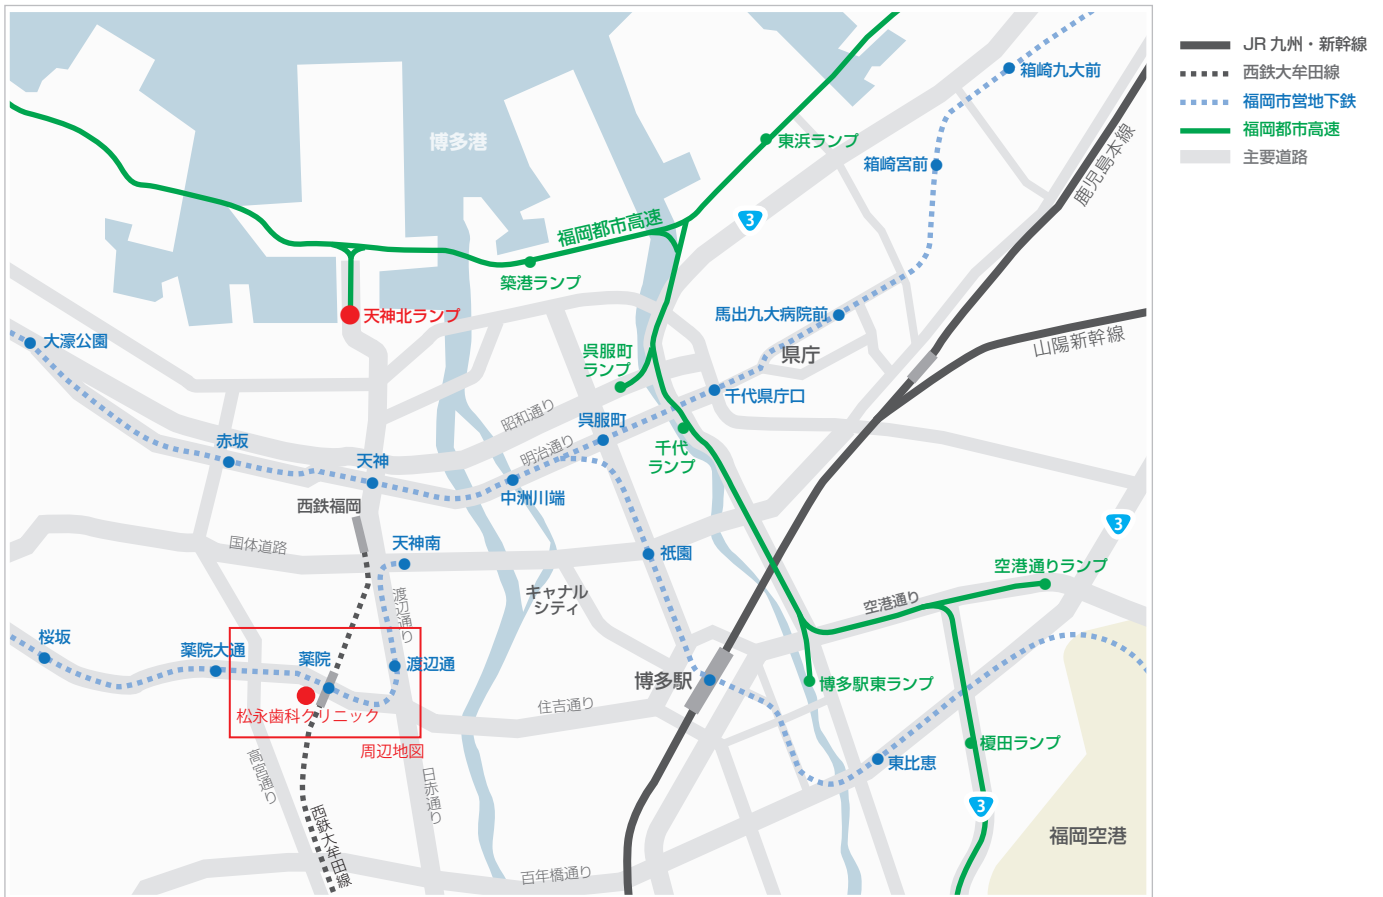 JR 九州・新幹線
西鉄大牟田線
福岡市営地下鉄
福岡都市高速
主要道路
箱崎九大前
博多港
東浜ランプ
箱崎宮前
鹿児島本線
3
福岡都市高速
築港ランプ
天神北ランプ
馬出九大病院前
大濠公園
山陽新幹線
県庁
呉服町
ランプ
千代県庁口
昭和通り
呉服町
赤坂
明治通り
千代
ランプ
天神
中洲川端
西鉄福岡
3
国体道路
天神南
祇園
空港通りランプ
キャナル
シティ
渡辺通り
空港通り
桜坂
薬院大通
薬院
渡辺通
博多駅
博多駅東ランプ
松永歯科クリニック
住吉通り
周辺地図
高宮通り
日赤通り
榎田ランプ
東比恵
3
西鉄大牟田線
福岡空港
百年橋通り